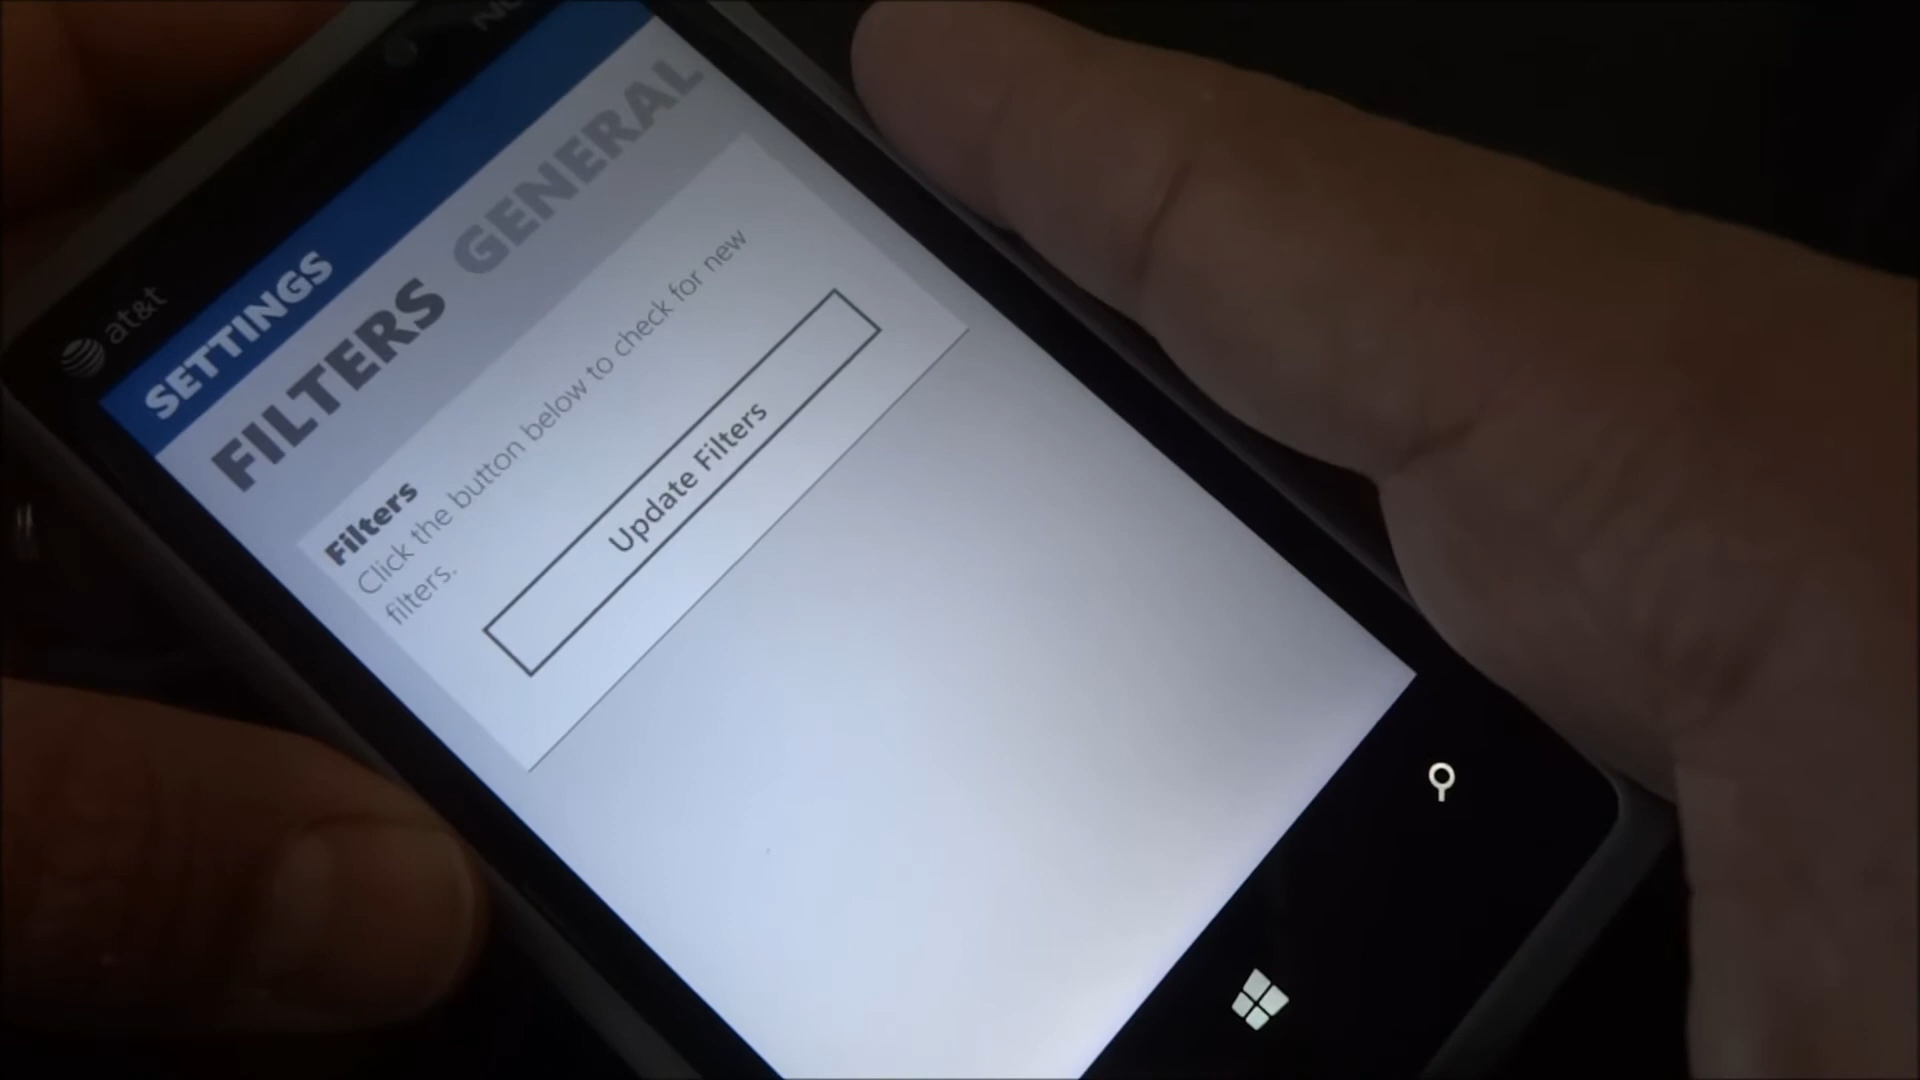 at&t
SETTINGS
FILTERS GENERAL
Filters
Click the button below to check for new
filters.
Update Filters